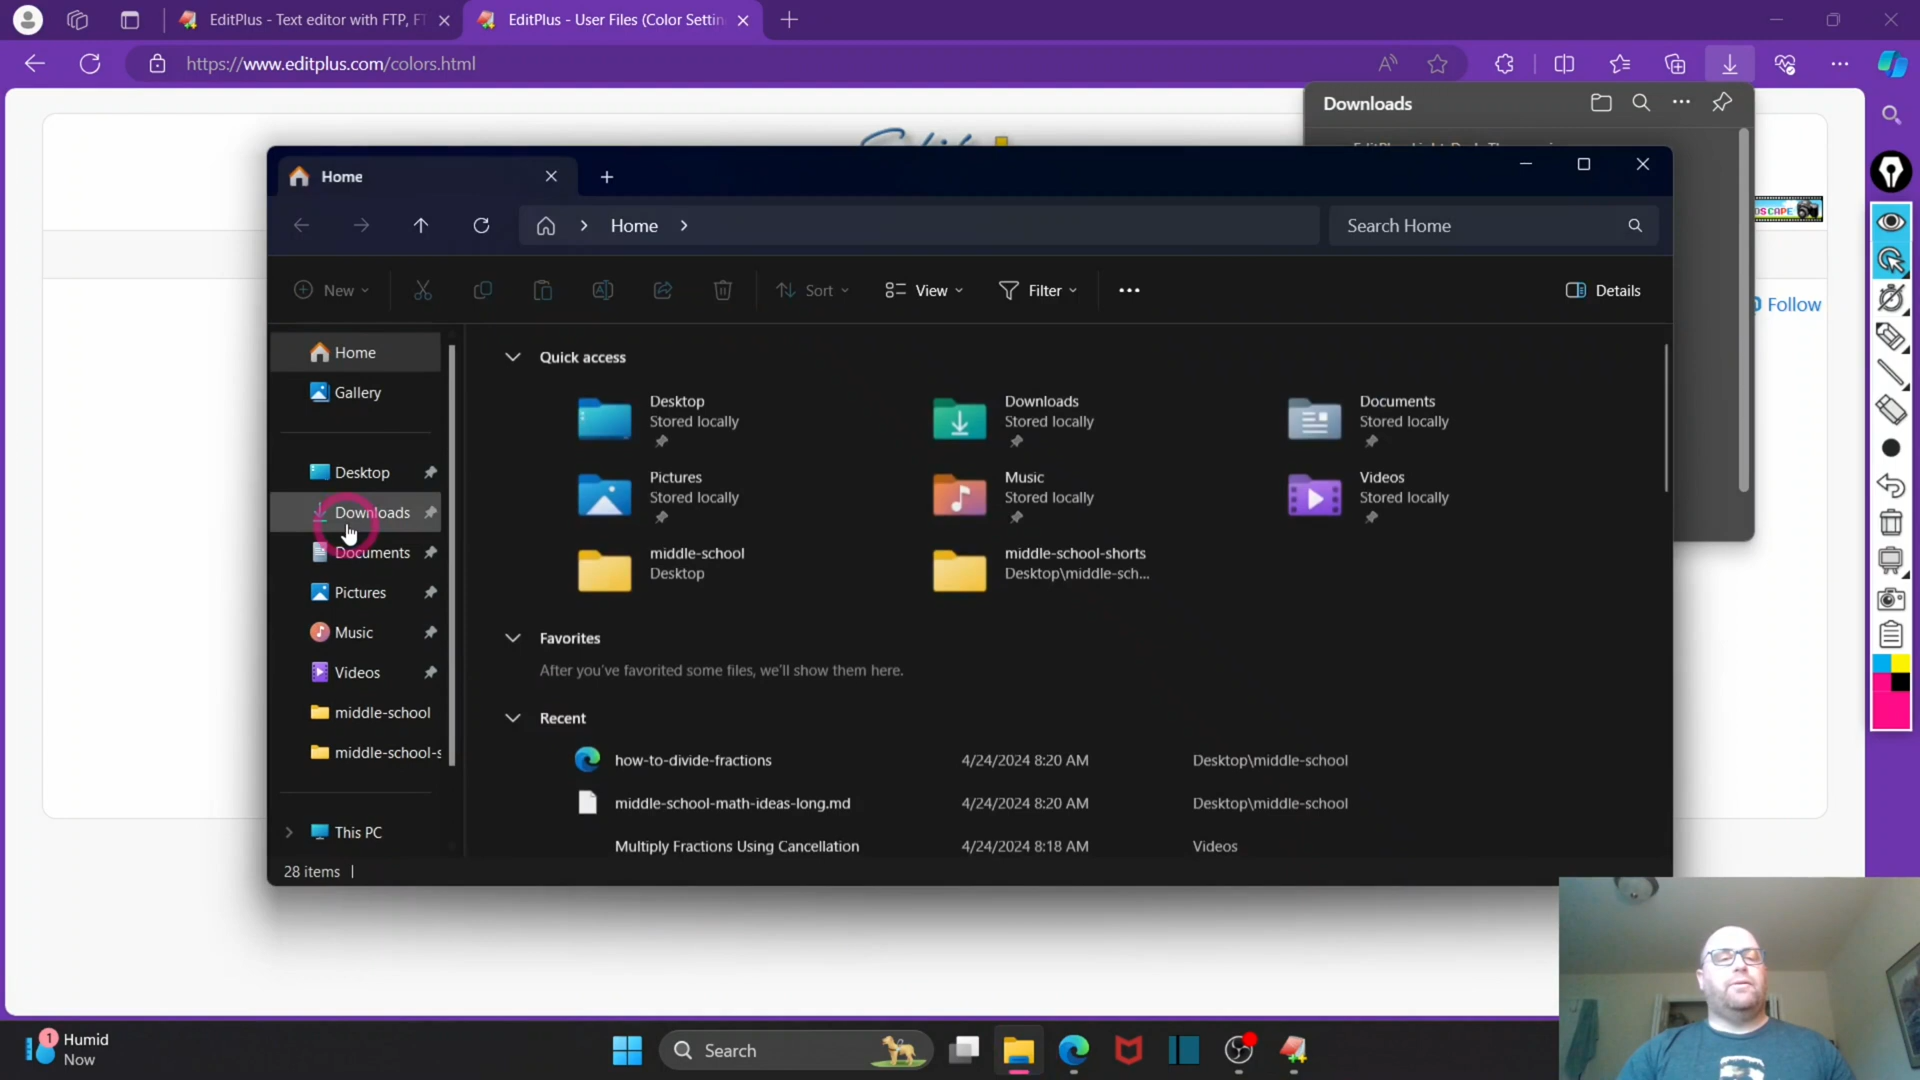 EditPlus - Text editor with FTP, FT
EditPlus - User Files (Color Settin
https://www.editplus.com/colors.html
Downloads
Home
Home
Search Home
New
Sort
View
Filter
Details
Follow
Home
Gallery
Desktop
Downloads
Documents
Pictures
Music
Videos
middle-school
middle-school-s
This PC
Quick access
Desktop
Stored locally
Downloads
Stored locally
Documents
Stored locally
Pictures
Stored locally
Music
Stored locally
Videos
Stored locally
middle-school
Desktop
middle-school-shorts
Desktop\middle-sch...
Favorites
After you've favorited some files, we'll show them here.
Recent
how-to-divide-fractions 4/24/2024 8:20 AM Desktop\middle-school
middle-school-math-ideas-long.md 4/24/2024 8:20 AM Desktop\middle-school
Multiply Fractions Using Cancellation 4/24/2024 8:18 AM Videos
28 items
1
Humid
Now
Search